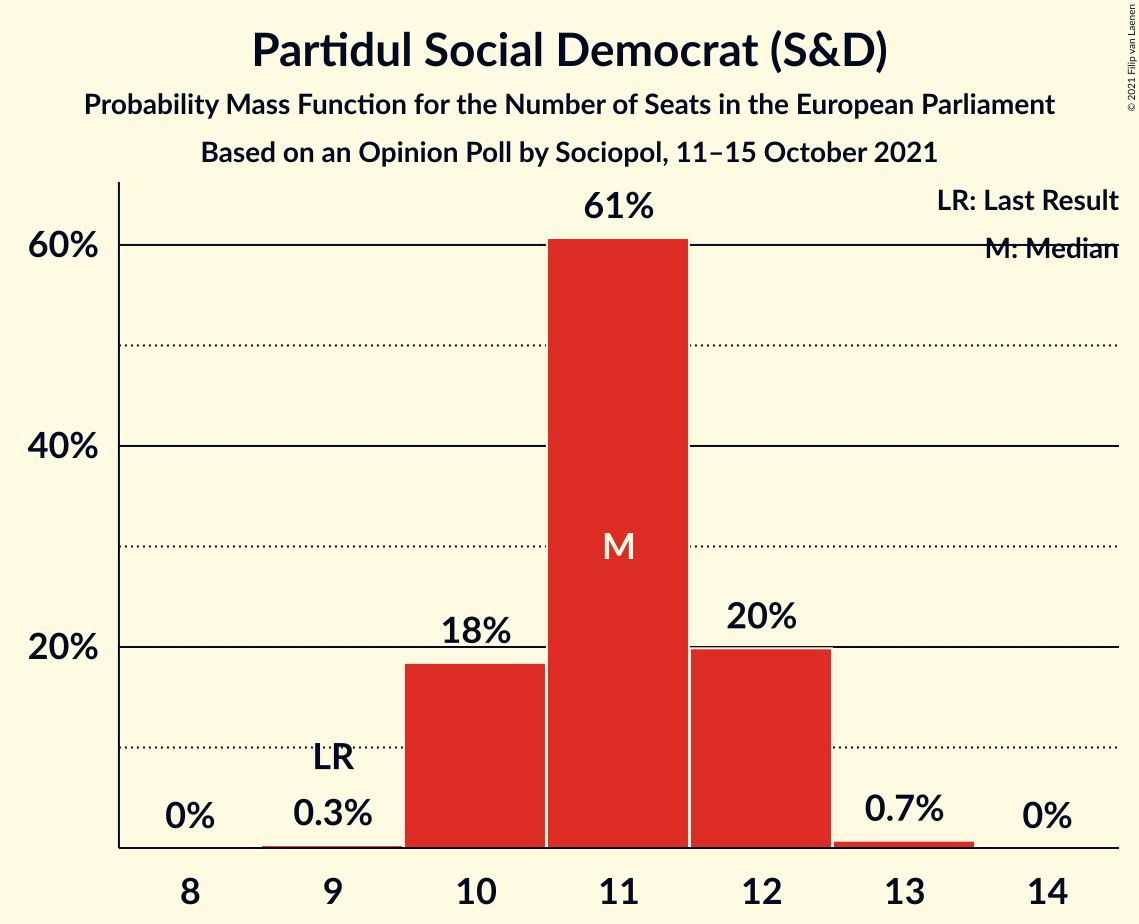 Partidul Social Democrat (S&D)
Probability Mass Function for the Number of Seats in the European Parliament
Based on an Opinion Poll by Sociopol, 11–15 October 2021
© 2021 Filip van Laenen
LR: Last Result
M: Median
60%
40%
20%
0%
LR
0.3%
18%
61%
M
20%
0.7%
0%
8 9 10 11 12 13 14